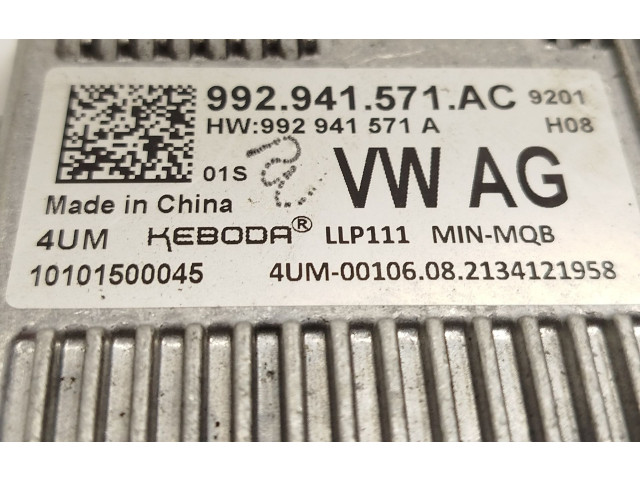 992.941.571.AC 9201
HW:992 941 571 A H08
01S VW AG
Made in China
4UM KEBODA® LLP111 MIN-MQB
10101500045 4UM-00106.08.2134121958